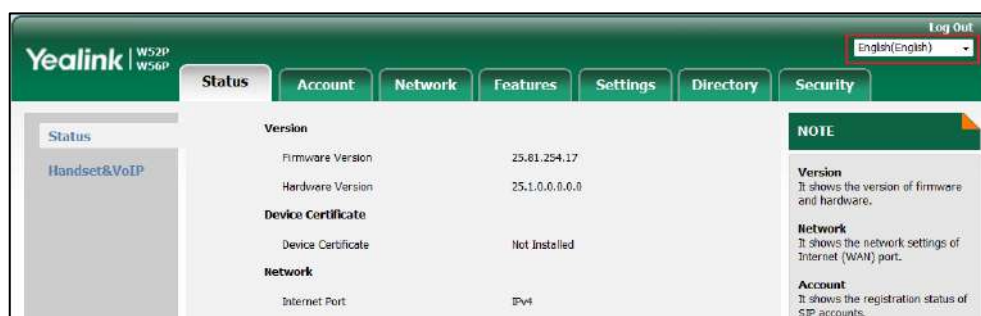 Log Out
English(English)
Yealink | W52P
W56P
Status Account Network Features Settings Directory Security
Status
Handset&VoIP
Version
Firmware Version 25.81.254.17
Hardware Version 25.1.0.0.0.0.0
Device Certificate
Device Certificate Not Installed
Network
Internet Port IPv4
NOTE
Version
It shows the version of firmware
and hardware.
Network
It shows the network settings of
Internet (WAN) port.
Account
It shows the registration status of
SIP accounts.